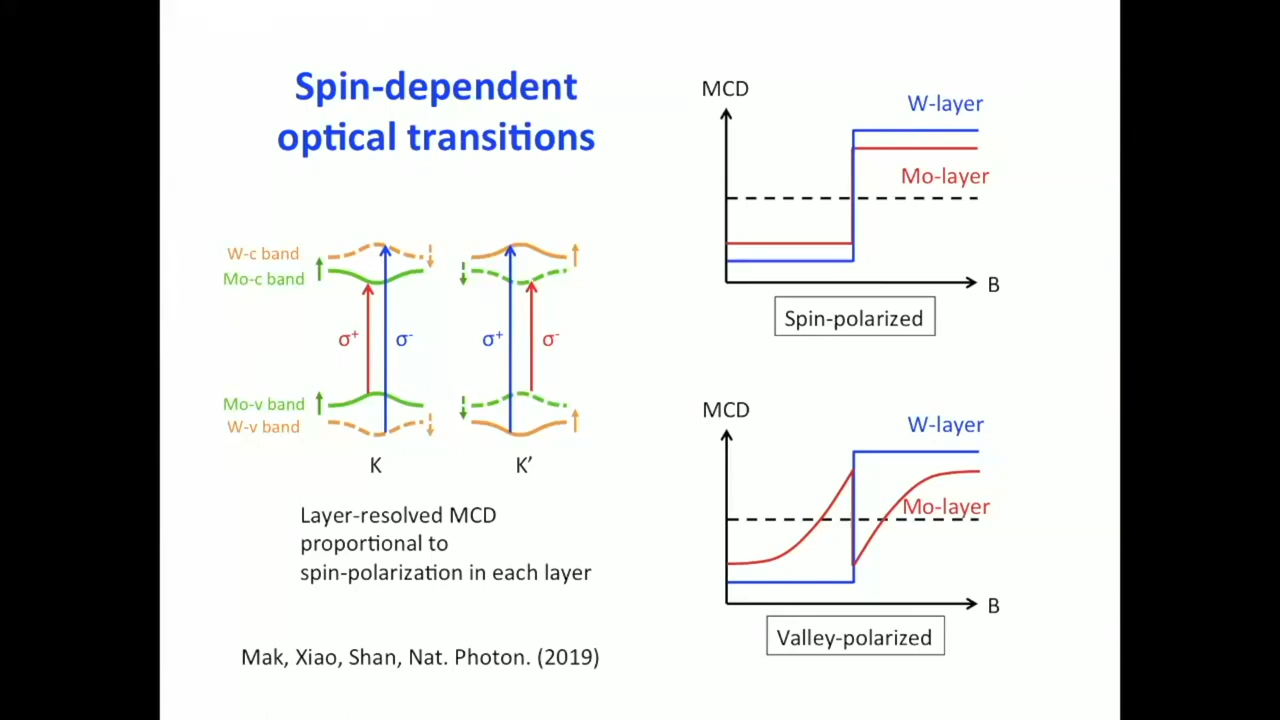 Spin-dependent
optical transitions
W-c band
Mo-c band
σ⁺
σ⁻
σ⁺
σ⁻
Mo-v band
W-v band
K
K’
Layer-resolved MCD
proportional to
spin-polarization in each layer
Mak, Xiao, Shan, Nat. Photon. (2019)
MCD
W-layer
Mo-layer
B
Spin-polarized
MCD
W-layer
Mo-layer
B
Valley-polarized